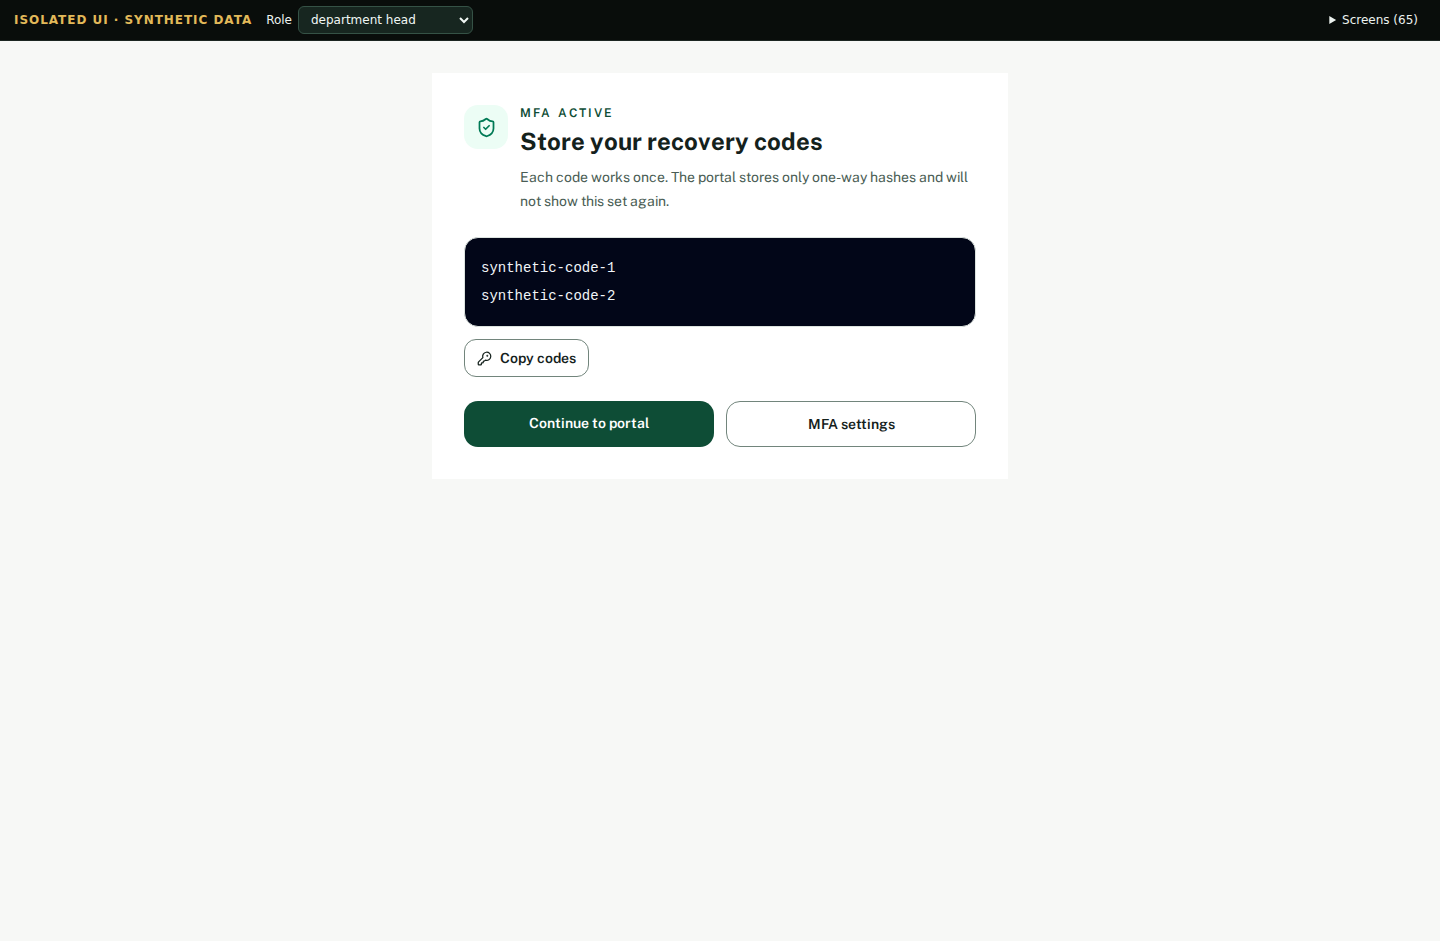 ISOLATED UI · SYNTHETIC DATA Role department head Screens (65)
MFA ACTIVE
Store your recovery codes
Each code works once. The portal stores only one-way hashes and will
not show this set again.
synthetic-code-1
synthetic-code-2
Copy codes
Continue to portal MFA settings